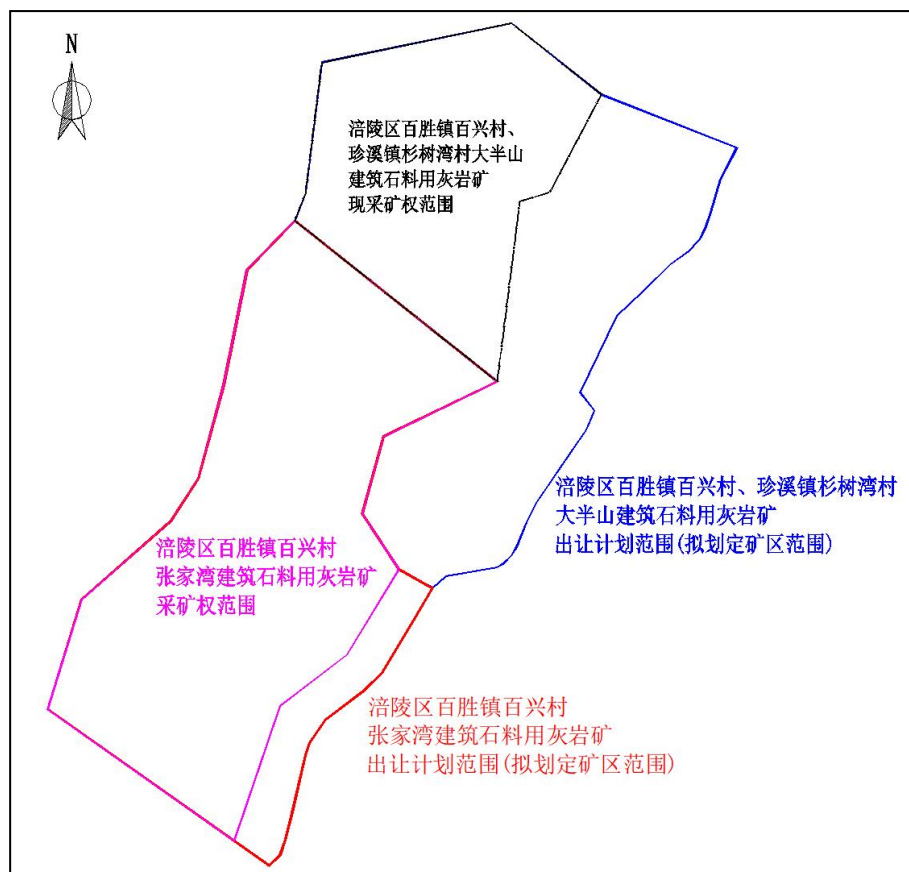 N
涪陵区百胜镇百兴村、
珍溪镇杉树湾村大半山
建筑石料用灰岩矿
现采矿权范围
涪陵区百胜镇百兴村、珍溪镇杉树湾村
大半山建筑石料用灰岩矿
出让计划范围(拟划定矿区范围)
涪陵区百胜镇百兴村
张家湾建筑石料用灰岩矿
采矿权范围
涪陵区百胜镇百兴村
张家湾建筑石料用灰岩矿
出让计划范围(拟划定矿区范围)